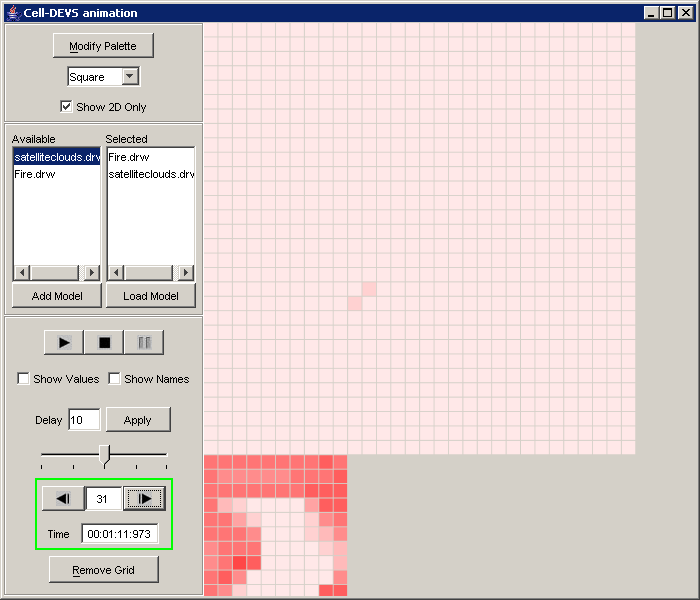 Cell-DEVS animation
Modify Palette
Square
Show 2D Only
Available Selected
satelliteclouds.drw Fire.drw
Fire.drw satelliteclouds.drw
Add Model Load Model
Show Values Show Names
Delay 10 Apply
31
Time 00:01:11:973
Remove Grid